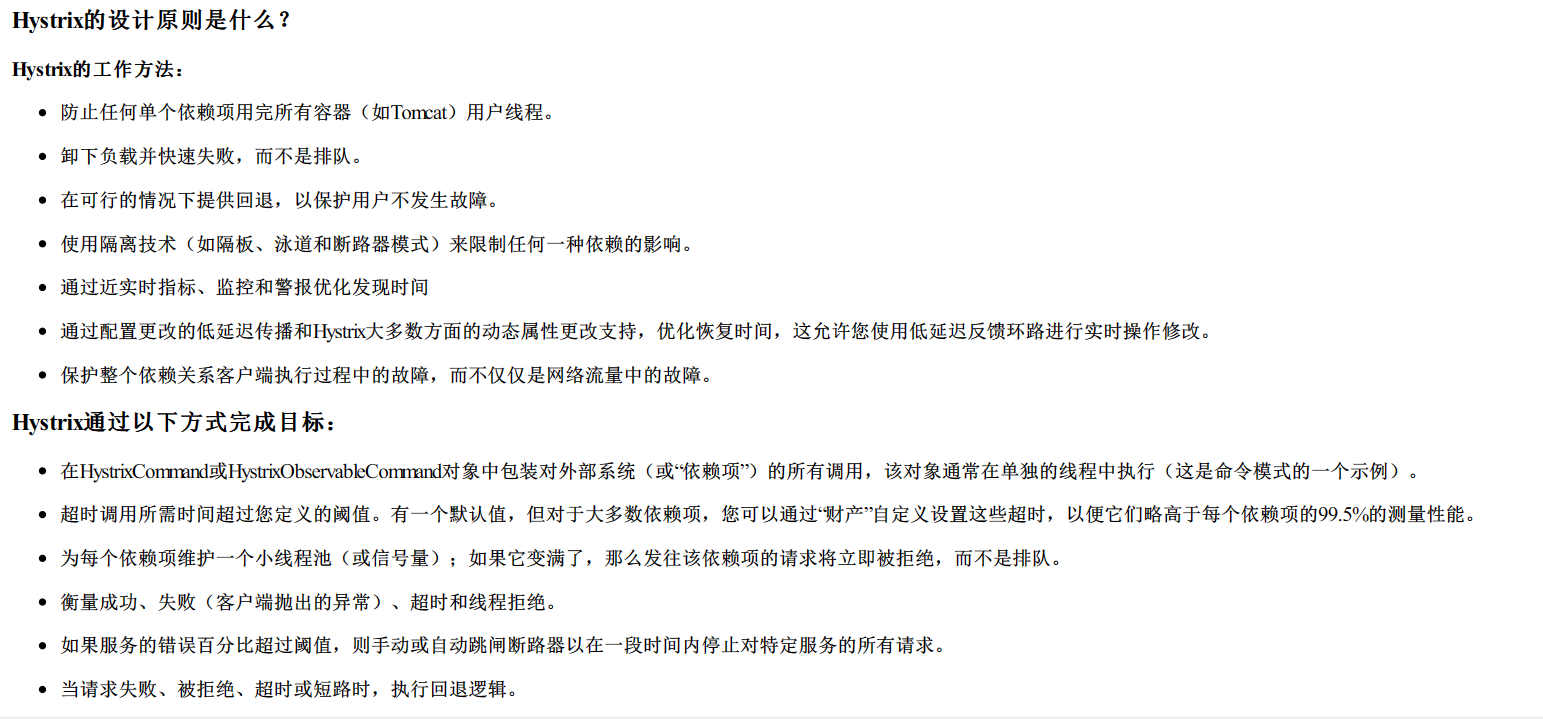 Hystrix的设计原则是什么？
Hystrix的工作方法：
防止任何单个依赖项用完所有容器（如Tomcat）用户线程。
卸下负载并快速失败，而不是排队。
在可行的情况下提供回退，以保护用户不发生故障。
使用隔离技术（如隔板、泳道和断路器模式）来限制任何一种依赖的影响。
通过近实时指标、监控和警报优化发现时间
通过配置更改的低延迟传播和Hystrix大多数方面的动态属性更改支持，优化恢复时间，这允许您使用低延迟反馈环路进行实时操作修改。
保护整个依赖关系客户端执行过程中的故障，而不仅仅是网络流量中的故障。
Hystrix通过以下方式完成目标：
在HystrixCommand或HystrixObservableCommand对象中包装对外部系统（或“依赖项”）的所有调用，该对象通常在单独的线程中执行（这是命令模式的一个示例）。
超时调用所需时间超过您定义的阈值。有一个默认值，但对于大多数依赖项，您可以通过“财产”自定义设置这些超时，以便它们略高于每个依赖项的99.5%的测量性能。
为每个依赖项维护一个小线程池（或信号量）；如果它变满了，那么发往该依赖项的请求将立即被拒绝，而不是排队。
衡量成功、失败（客户端抛出的异常）、超时和线程拒绝。
如果服务的错误百分比超过阈值，则手动或自动跳闸断路器以在一段时间内停止对特定服务的所有请求。
当请求失败、被拒绝、超时或短路时，执行回退逻辑。